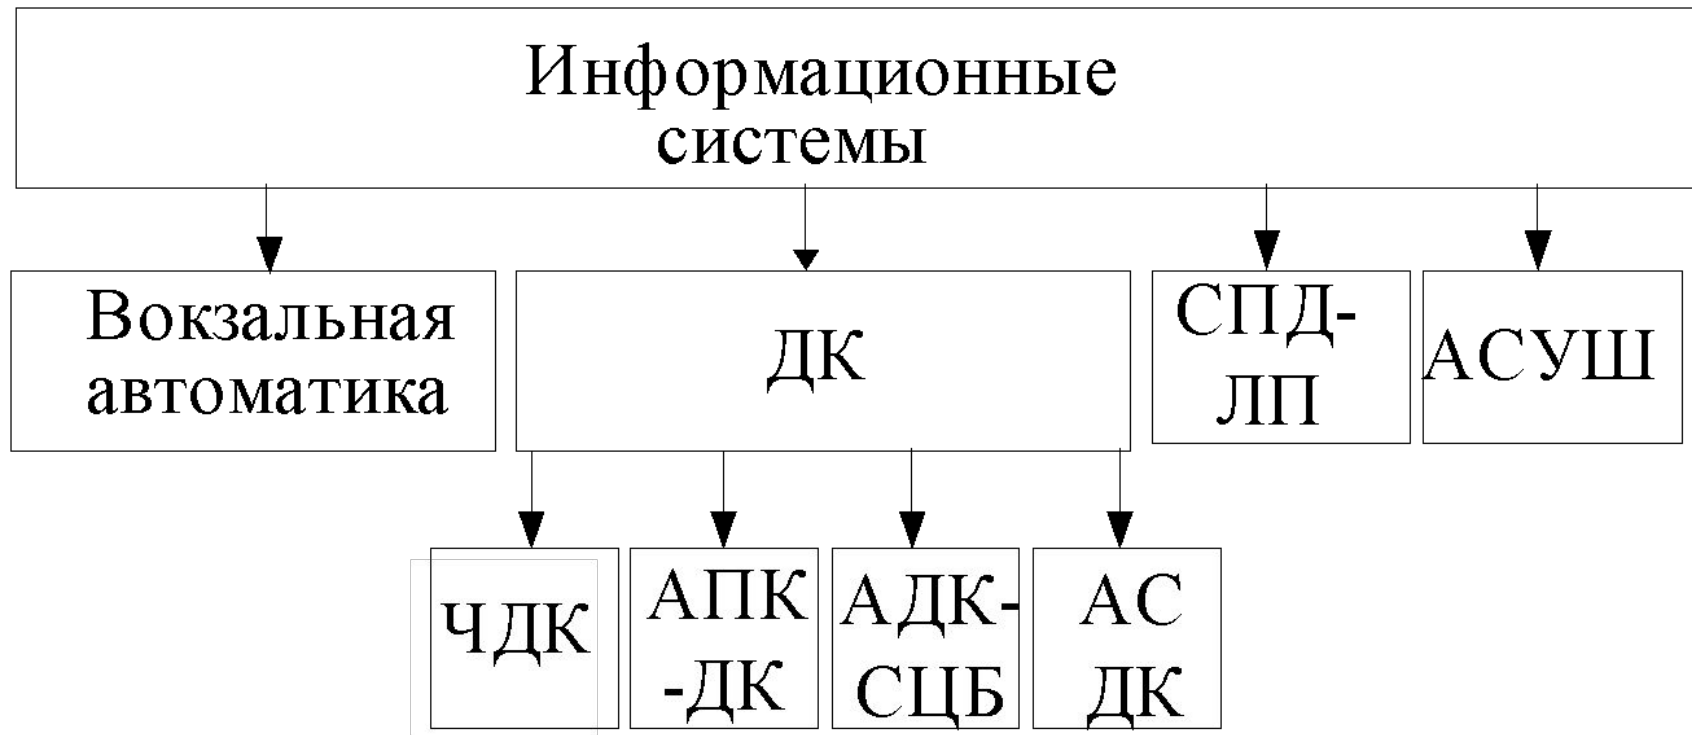 Информационные
системы
Вокзальная
автоматика
ДК
СПД-
ЛП
АСУШ
ЧДК
АПК
-ДК
АДК-
СЦБ
АС
ДК